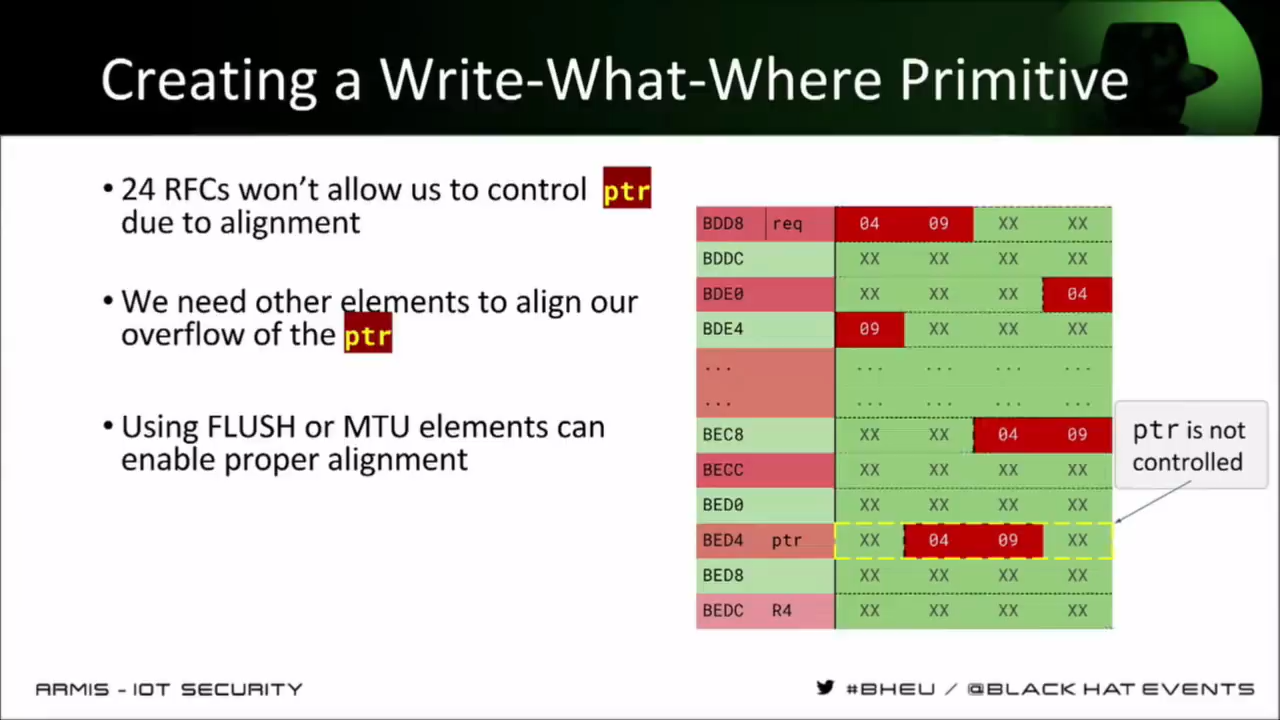 Creating a Write-What-Where Primitive
• 24 RFCs won't allow us to control ptr
due to alignment
• We need other elements to align our
overflow of the ptr
• Using FLUSH or MTU elements can
enable proper alignment
BDD8 req 04 09 XX XX
BDDC XX XX XX XX
BDE0 XX XX XX 04
BDE4 09 XX XX XX
... ... ... ... ...
... ... ... ... ...
BEC8 XX XX 04 09
BECC XX XX XX XX
BED0 XX XX XX XX
BED4 ptr XX 04 09 XX
BED8 XX XX XX XX
BEDC R4 XX XX XX XX
ptr is not
controlled
ARMIS - IOT SECURITY
#BHEU / @BLACK HAT EVENTS